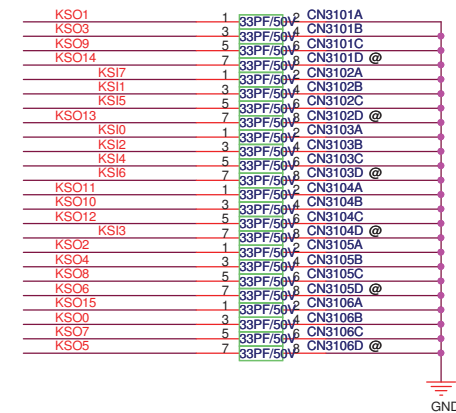 KSO1 1 33PF/50V 2 CN3101A
KSO3 3 33PF/50V 4 CN3101B
KSO9 5 33PF/50V 6 CN3101C
KSO14 7 33PF/50V 8 CN3101D @
KSI7 1 33PF/50V 2 CN3102A
KSI1 3 33PF/50V 4 CN3102B
KSI5 5 33PF/50V 6 CN3102C
KSO13 7 33PF/50V 8 CN3102D @
KSI0 1 33PF/50V 2 CN3103A
KSI2 3 33PF/50V 4 CN3103B
KSI4 5 33PF/50V 6 CN3103C
KSI6 7 33PF/50V 8 CN3103D @
KSO11 1 33PF/50V 2 CN3104A
KSO10 3 33PF/50V 4 CN3104B
KSO12 5 33PF/50V 6 CN3104C
KSI3 7 33PF/50V 8 CN3104D @
KSO2 1 33PF/50V 2 CN3105A
KSO4 3 33PF/50V 4 CN3105B
KSO8 5 33PF/50V 6 CN3105C
KSO6 7 33PF/50V 8 CN3105D @
KSO15 1 33PF/50V 2 CN3106A
KSO0 3 33PF/50V 4 CN3106B
KSO7 5 33PF/50V 6 CN3106C
KSO5 7 33PF/50V 8 CN3106D @
GND